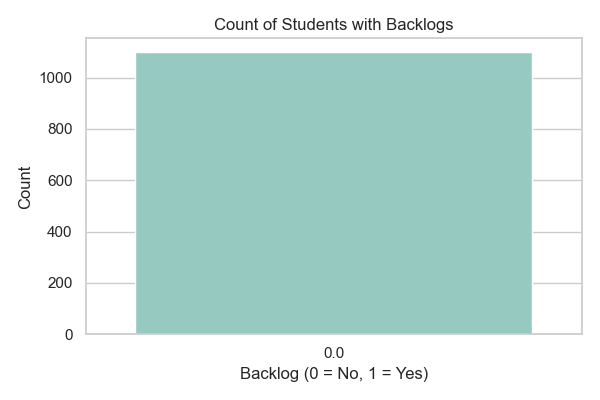 Count of Students with Backlogs
1000
800
600
400
200
0
Count
0.0
Backlog (0 = No, 1 = Yes)